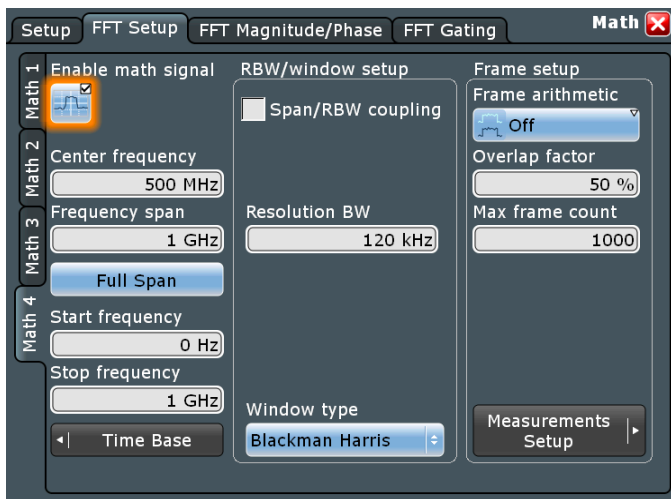 Setup
FFT Setup
FFT Magnitude/Phase
FFT Gating
Math
Math 1
Math 2
Math 3
Math 4
Enable math signal
Center frequency
500 MHz
Frequency span
1 GHz
Full Span
Start frequency
0 Hz
Stop frequency
1 GHz
Time Base
RBW/window setup
Span/RBW coupling
Resolution BW
120 kHz
Window type
Blackman Harris
Frame setup
Frame arithmetic
Off
Overlap factor
50 %
Max frame count
1000
Measurements
Setup